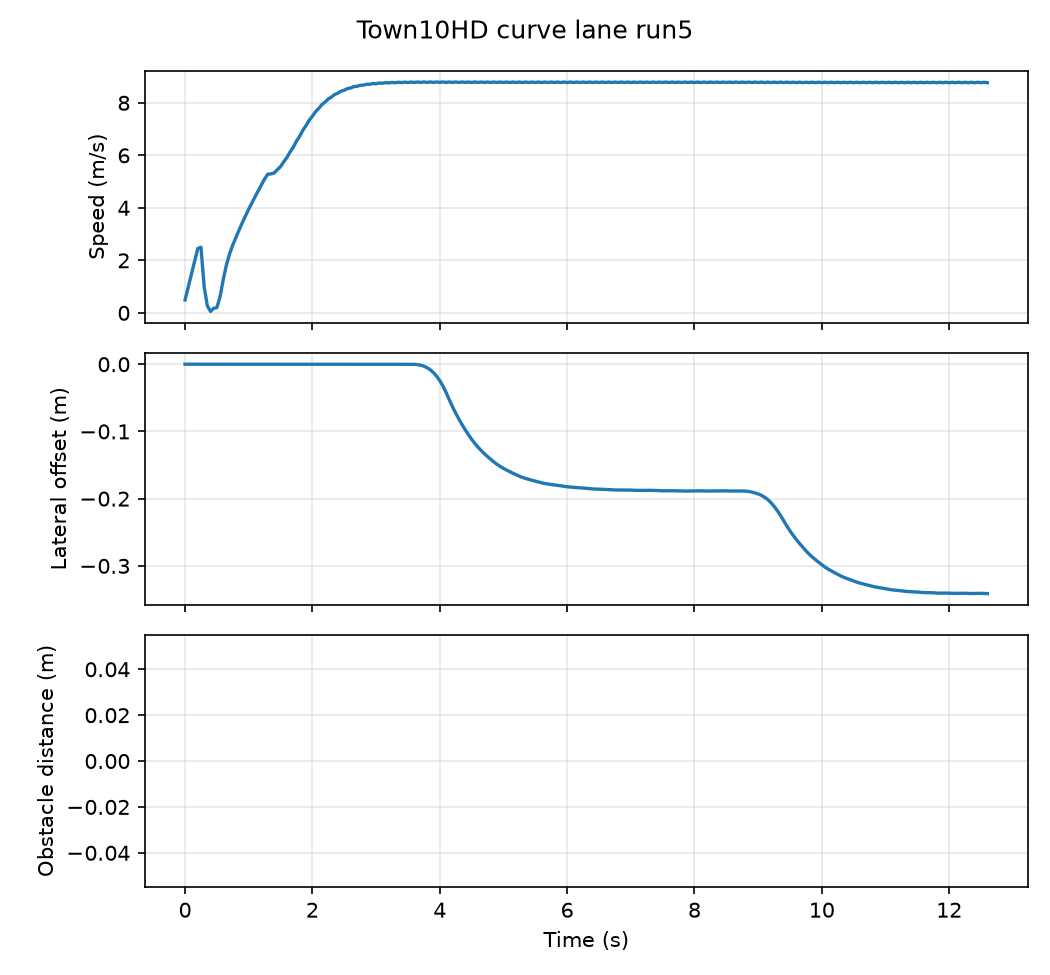 Town10HD curve lane run5
Speed (m/s)
8
6
4
2
0
Lateral offset (m)
0.0
−0.1
−0.2
−0.3
Obstacle distance (m)
0.04
0.02
0.00
−0.02
−0.04
0 2 4 6 8 10 12
Time (s)